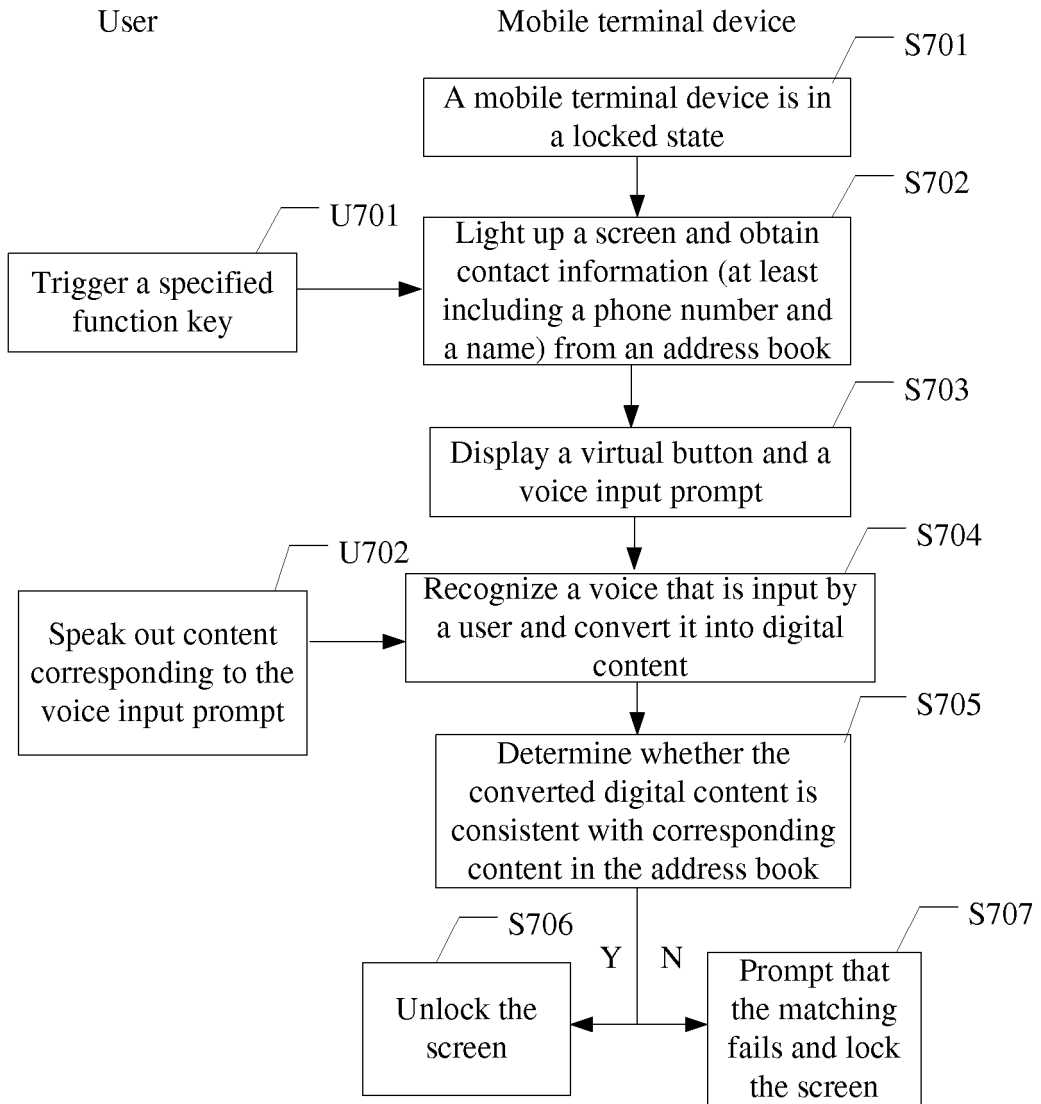 User
Mobile terminal device
S701
A mobile terminal device is in
a locked state
S702
U701
Light up a screen and obtain
contact information (at least
including a phone number and
a name) from an address book
Trigger a specified
function key
S703
Display a virtual button and a
voice input prompt
S704
U702
Recognize a voice that is input by
a user and convert it into digital
content
Speak out content
corresponding to the
voice input prompt
S705
Determine whether the
converted digital content is
consistent with corresponding
content in the address book
S706
S707
Y
N
Unlock the
screen
Prompt that
the matching
fails and lock
the screen